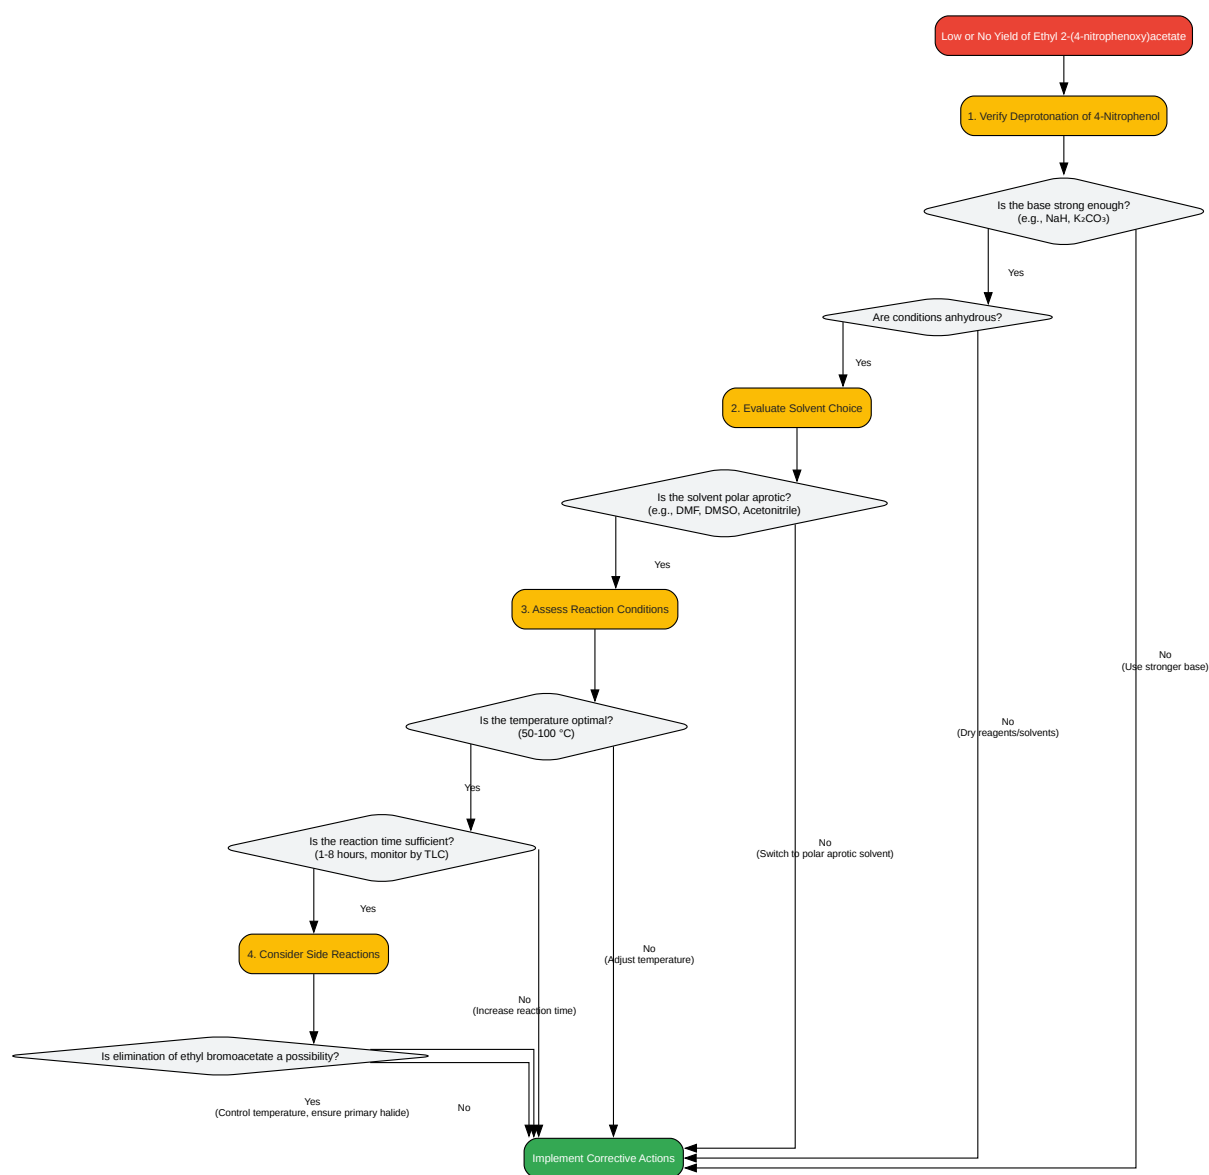 Low or No Yield of Ethyl 2-(4-nitrophenoxy)acetate
1. Verify Deprotonation of 4-Nitrophenol
Is the base strong enough?
(e.g., NaH, K₂CO₃)
Yes
Are conditions anhydrous?
Yes
2. Evaluate Solvent Choice
Is the solvent polar aprotic?
(e.g., DMF, DMSO, Acetonitrile)
Yes
3. Assess Reaction Conditions
No
(Use stronger base)
Is the temperature optimal?
(50-100 °C)
No
(Dry reagents/solvents)
Yes
Is the reaction time sufficient?
(1-8 hours, monitor by TLC)
No
(Switch to polar aprotic solvent)
Yes
4. Consider Side Reactions
No
(Adjust temperature)
No
(Increase reaction time)
Is elimination of ethyl bromoacetate a possibility?
Yes
(Control temperature, ensure primary halide)
No
Implement Corrective Actions